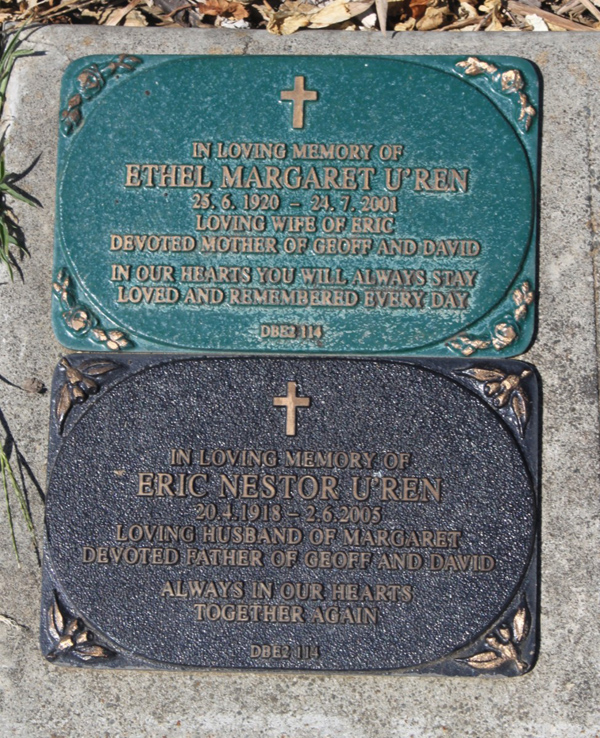 IN LOVING MEMORY OF
ETHEL MARGARET U'REN
25. 6. 1920 – 24. 7. 2001
LOVING WIFE OF ERIC
DEVOTED MOTHER OF GEOFF AND DAVID
IN OUR HEARTS YOU WILL ALWAYS STAY
LOVED AND REMEMBERED EVERY DAY
DBE2 114
IN LOVING MEMORY OF
ERIC NESTOR U'REN
20.4.1918 – 2.6.2005
LOVING HUSBAND OF MARGARET
DEVOTED FATHER OF GEOFF AND DAVID
ALWAYS IN OUR HEARTS
TOGETHER AGAIN
DBE2 114